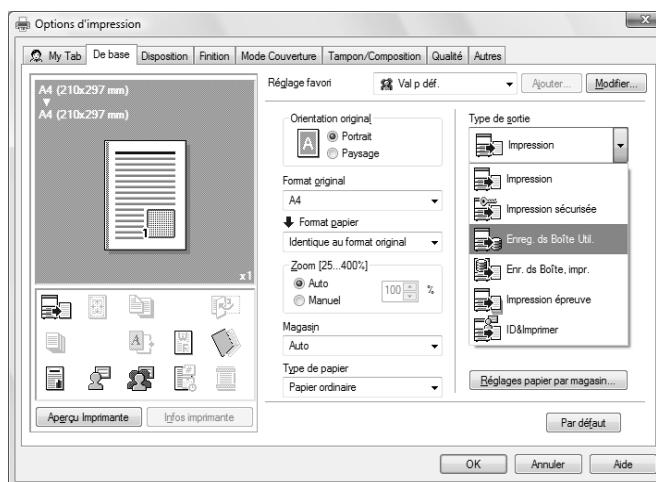 Options d'impression
My Tab De base Disposition Finition Mode Couverture Tampon/Composition Qualité Autres
A4 (210x297 mm)
A4 (210x297 mm)
1
x1
Aperçu Imprimante Infos imprimante
Réglage favori Val p déf. Ajouter... Modifier...
Orientation original
A
Portrait
Paysage
Format original
A4
Format papier
Identique au format original
Zoom [25...400%]
Auto
Manuel
100 %
Magasin
Auto
Type de papier
Papier ordinaire
Type de sortie
Impression
Impression
Impression sécurisée
Enreg. ds Boîte Util.
Enr. ds Boîte, impr.
Impression épreuve
ID&Imprimer
Réglages papier par magasin...
Par défaut
OK Annuler Aide